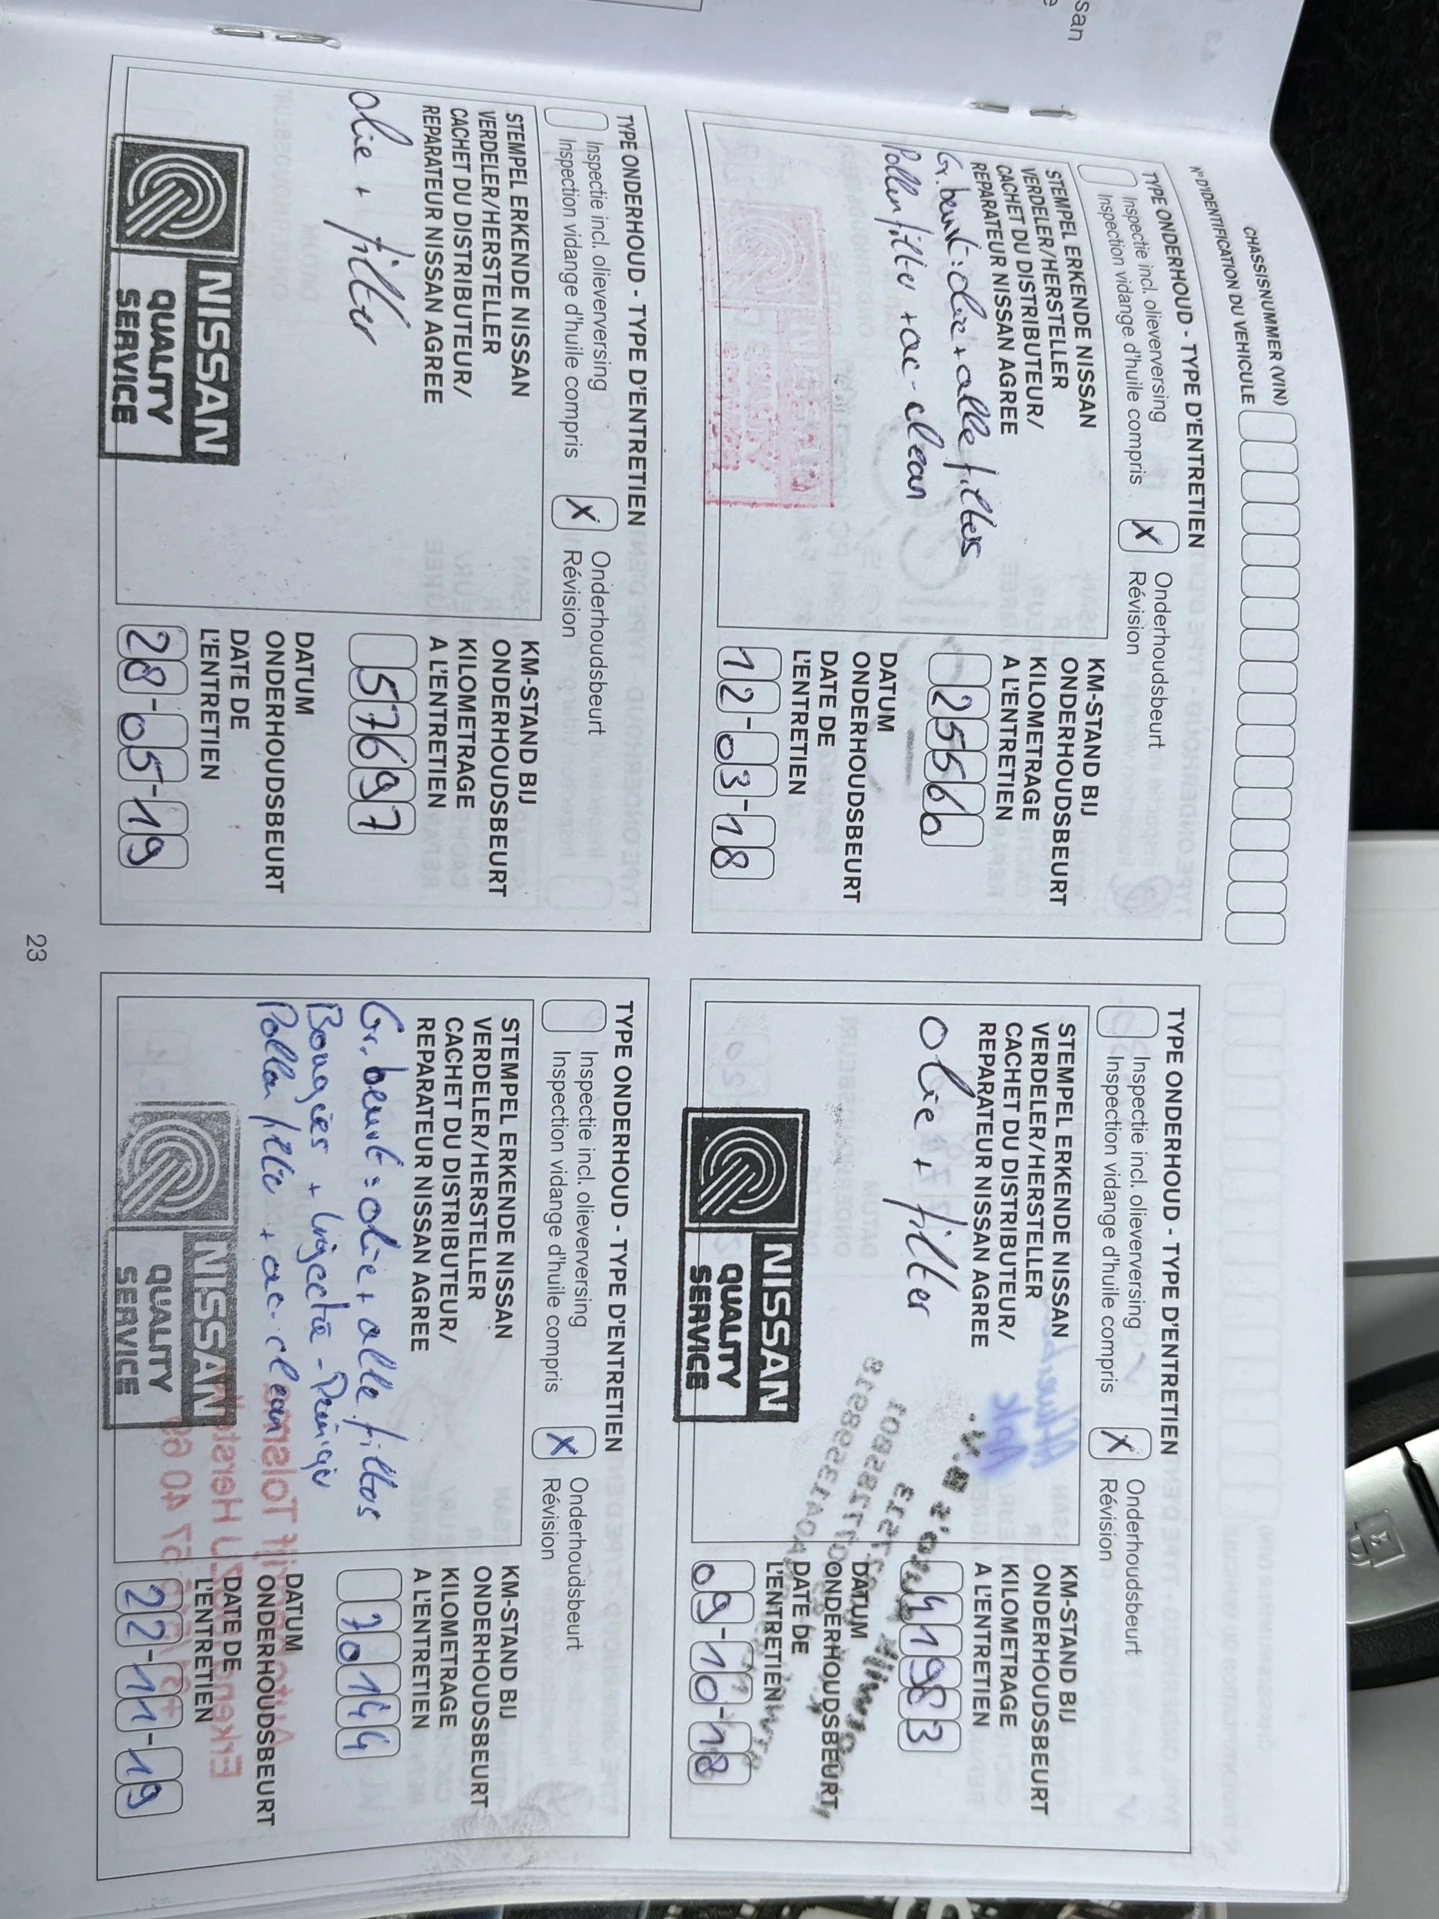 san
e
CHASSISNUMMER (VIN)
N° D'IDENTIFICATION DU VEHICULE
TYPE ONDERHOUD - TYPE D'ENTRETIEN
Inspectie incl. olieverversing
Inspection vidange d'huile compris
X
Onderhoudsbeurt
Révision
STEMPEL ERKENDE NISSAN
VERDELER/HERSTELLER
CACHET DU DISTRIBUTEUR/
REPARATEUR NISSAN AGREE
Gr. beurt: olie + alle filters
Pollenfilter + ac-clean
KM-STAND BIJ
ONDERHOUDSBEURT
KILOMETRAGE
A L'ENTRETIEN
25560
DATUM
ONDERHOUDSBEURT
DATE DE
L'ENTRETIEN
12-03-18
TYPE ONDERHOUD - TYPE D'ENTRETIEN
Inspectie incl. olieverversing
Inspection vidange d'huile compris
X
Onderhoudsbeurt
Révision
STEMPEL ERKENDE NISSAN
VERDELER/HERSTELLER
CACHET DU DISTRIBUTEUR/
REPARATEUR NISSAN AGREE
olie + filter
NISSAN
QUALITY
SERVICE
KM-STAND BIJ
ONDERHOUDSBEURT
KILOMETRAGE
A L'ENTRETIEN
41983
DATUM
ONDERHOUDSBEURT
DATE DE
L'ENTRETIEN
09-10-18
TYPE ONDERHOUD - TYPE D'ENTRETIEN
Inspectie incl. olieverversing
Inspection vidange d'huile compris
X
Onderhoudsbeurt
Révision
STEMPEL ERKENDE NISSAN
VERDELER/HERSTELLER
CACHET DU DISTRIBUTEUR/
REPARATEUR NISSAN AGREE
olie + filter
NISSAN
QUALITY
SERVICE
KM-STAND BIJ
ONDERHOUDSBEURT
KILOMETRAGE
A L'ENTRETIEN
57697
DATUM
ONDERHOUDSBEURT
DATE DE
L'ENTRETIEN
28-05-19
TYPE ONDERHOUD - TYPE D'ENTRETIEN
Inspectie incl. olieverversing
Inspection vidange d'huile compris
X
Onderhoudsbeurt
Révision
STEMPEL ERKENDE NISSAN
VERDELER/HERSTELLER
CACHET DU DISTRIBUTEUR/
REPARATEUR NISSAN AGREE
Gr. beurt: olie + alle filters
Bougies + Injectie-
Pollen filter + ac-clean
NISSAN
QUALITY
SERVICE
KM-STAND BIJ
ONDERHOUDSBEURT
KILOMETRAGE
A L'ENTRETIEN
70144
DATUM
ONDERHOUDSBEURT
DATE DE
L'ENTRETIEN
22-11-19
23